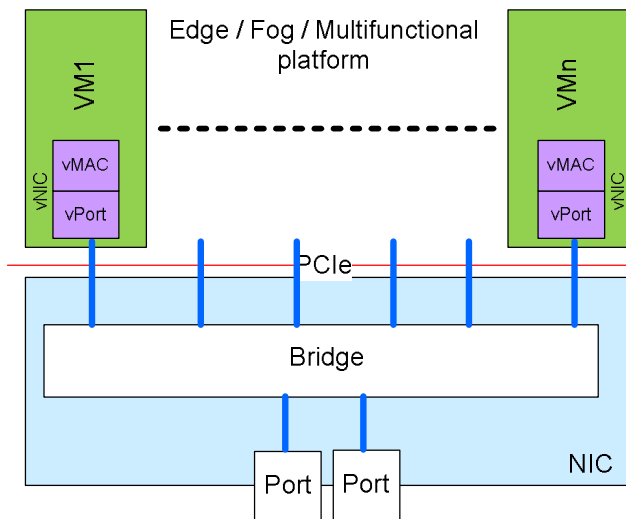 Edge / Fog / Multifunctional
platform
VM1
VMn
vNIC
vMAC
vPort
vMAC
vPort
vNIC
PCIe
Bridge
NIC
Port
Port